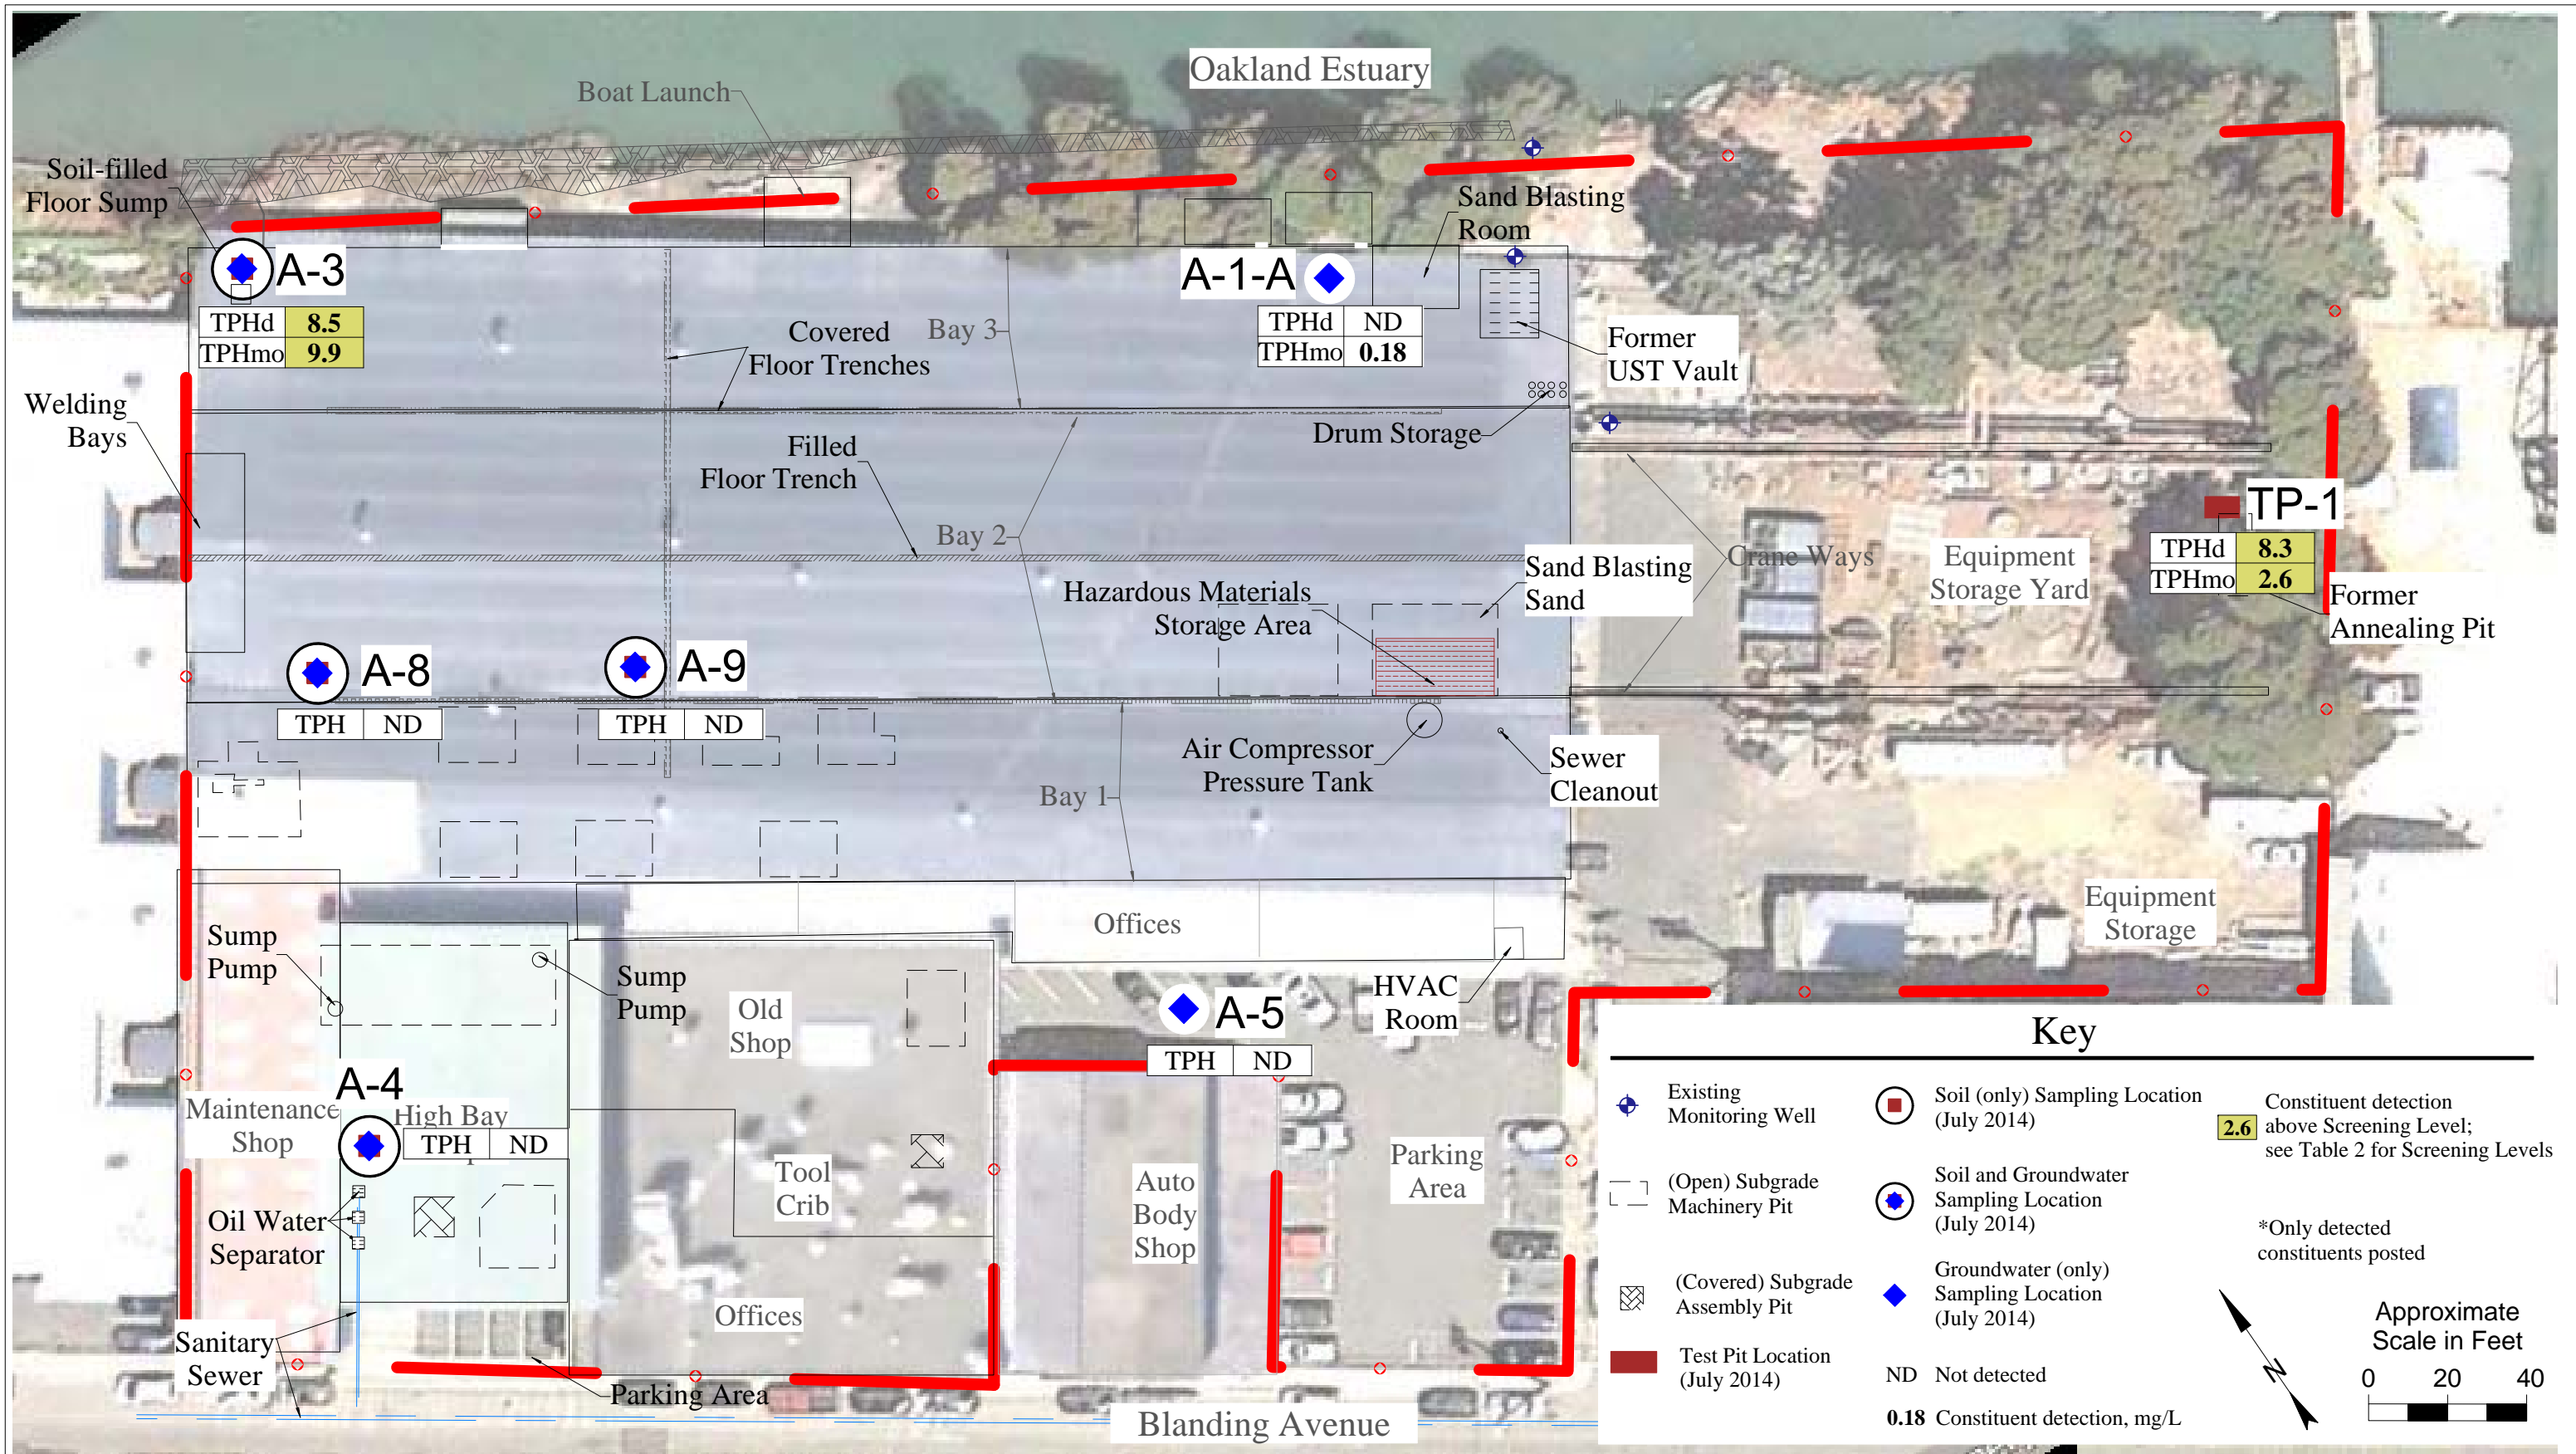 Oakland Estuary
Boat Launch
Soil-filled
Floor Sump
Sand Blasting
Room
A-3
TPHd 8.5
TPHmo 9.9
A-1-A
TPHd ND
TPHmo 0.18
Covered
Floor Trenches
Bay 3
Former
UST Vault
Welding
Bays
Drum Storage
Filled
Floor Trench
Bay 2
TP-1
TPHd 8.3
TPHmo 2.6
Crane Ways
Equipment
Storage Yard
Former
Annealing Pit
Sand Blasting
Sand
Hazardous Materials
Storage Area
A-8
TPH ND
A-9
TPH ND
Air Compressor
Pressure Tank
Sewer
Cleanout
Bay 1
Offices
Equipment
Storage
Sump
Pump
Sump
Pump
Old
Shop
HVAC
Room
A-5
TPH ND
A-4
TPH ND
Maintenance
Shop
High Bay
Tool
Crib
Auto
Body
Shop
Parking
Area
Oil Water
Separator
Offices
Sanitary
Sewer
Parking Area
Blanding Avenue
Key
Existing
Monitoring Well
(Open) Subgrade
Machinery Pit
(Covered) Subgrade
Assembly Pit
Test Pit Location
(July 2014)
Soil (only) Sampling Location
(July 2014)
Soil and Groundwater
Sampling Location
(July 2014)
Groundwater (only)
Sampling Location
(July 2014)
ND Not detected
0.18 Constituent detection, mg/L
2.6
Constituent detection
above Screening Level;
see Table 2 for Screening Levels
*Only detected
constituents posted
N
Approximate
Scale in Feet
0 20 40